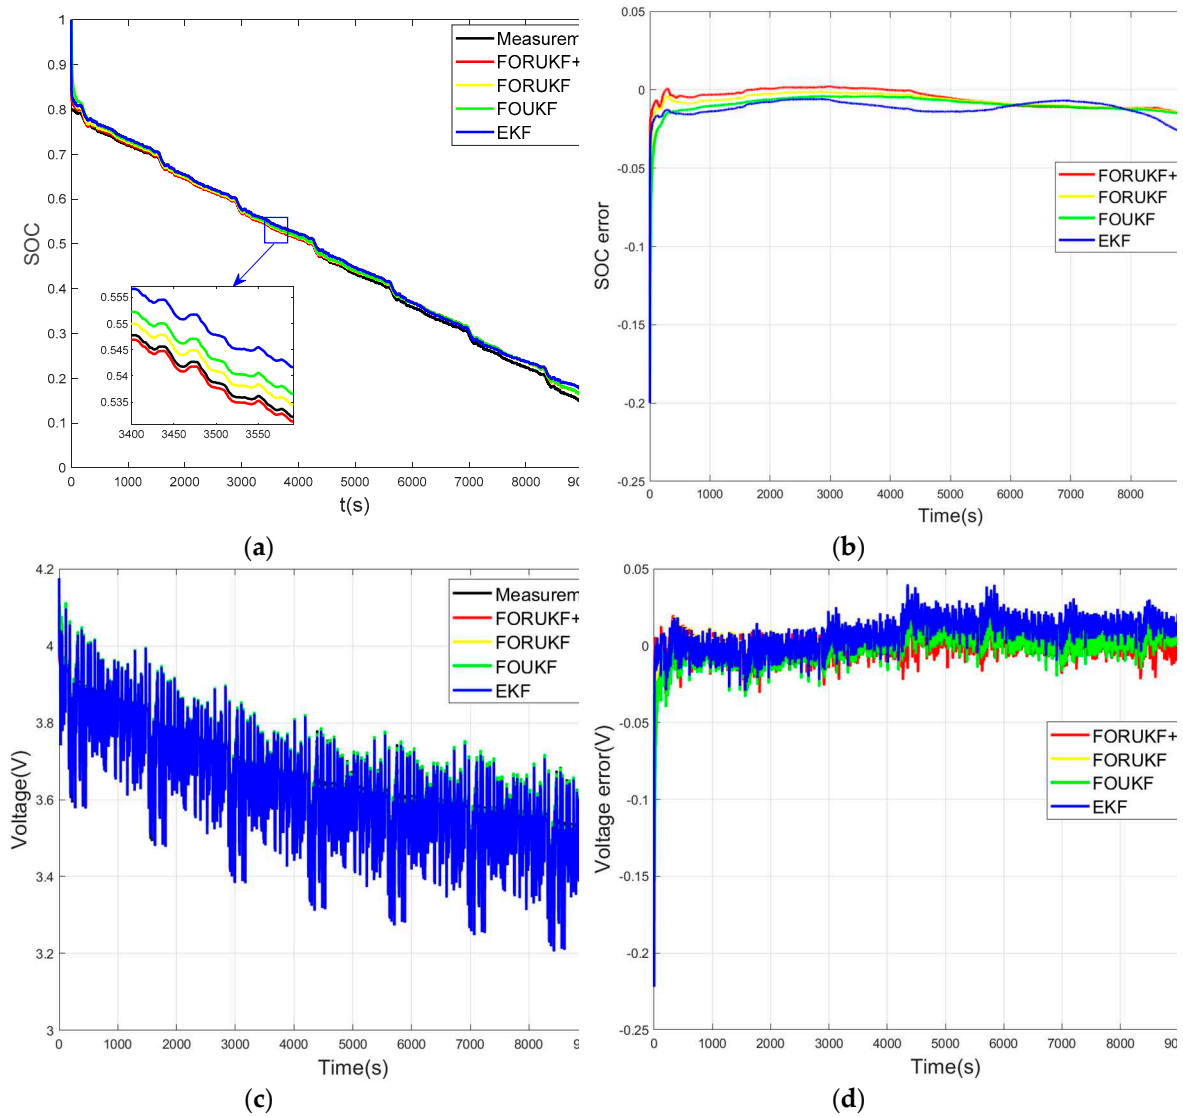 1
0.9
0.8
0.7
0.6
0.5
0.4
0.3
0.2
0.1
0
SOC
Measurem
FORUKF+
FORUKF
FOUKF
EKF
0.555
0.55
0.545
0.54
0.535
3400 3450 3500 3550
0 1000 2000 3000 4000 5000 6000 7000 8000 90
t(s)
(a)
0.05
0
-0.05
-0.1
-0.15
-0.2
-0.25
SOC error
FORUKF+
FORUKF
FOUKF
EKF
0 1000 2000 3000 4000 5000 6000 7000 8000
Time(s)
(b)
4.2
4
3.8
3.6
3.4
3.2
3
Voltage(V)
Measurem
FORUKF+
FORUKF
FOUKF
EKF
0 1000 2000 3000 4000 5000 6000 7000 8000 90
Time(s)
(c)
0.05
0
-0.05
-0.1
-0.15
-0.2
-0.25
Voltage error(V)
FORUKF+
FORUKF
FOUKF
EKF
0 1000 2000 3000 4000 5000 6000 7000 8000 90
Time(s)
(d)